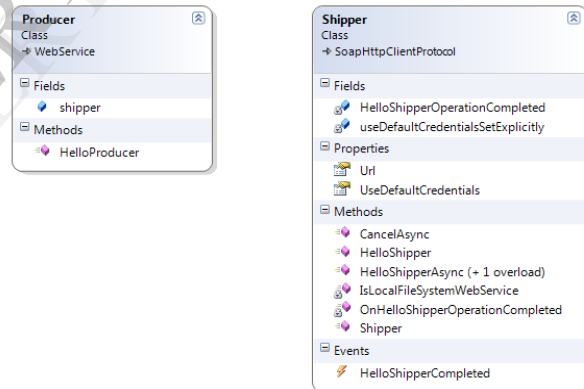 Producer
Class
WebService
Fields
shipper
Methods
HelloProducer
Shipper
Class
SoapHttpClientProtocol
Fields
HelloShipperOperationCompleted
useDefaultCredentialsSetExplicitly
Properties
Url
UseDefaultCredentials
Methods
CancelAsync
HelloShipper
HelloShipperAsync (+ 1 overload)
IsLocalFileSystemWebService
OnHelloShipperOperationCompleted
Shipper
Events
HelloShipperCompleted